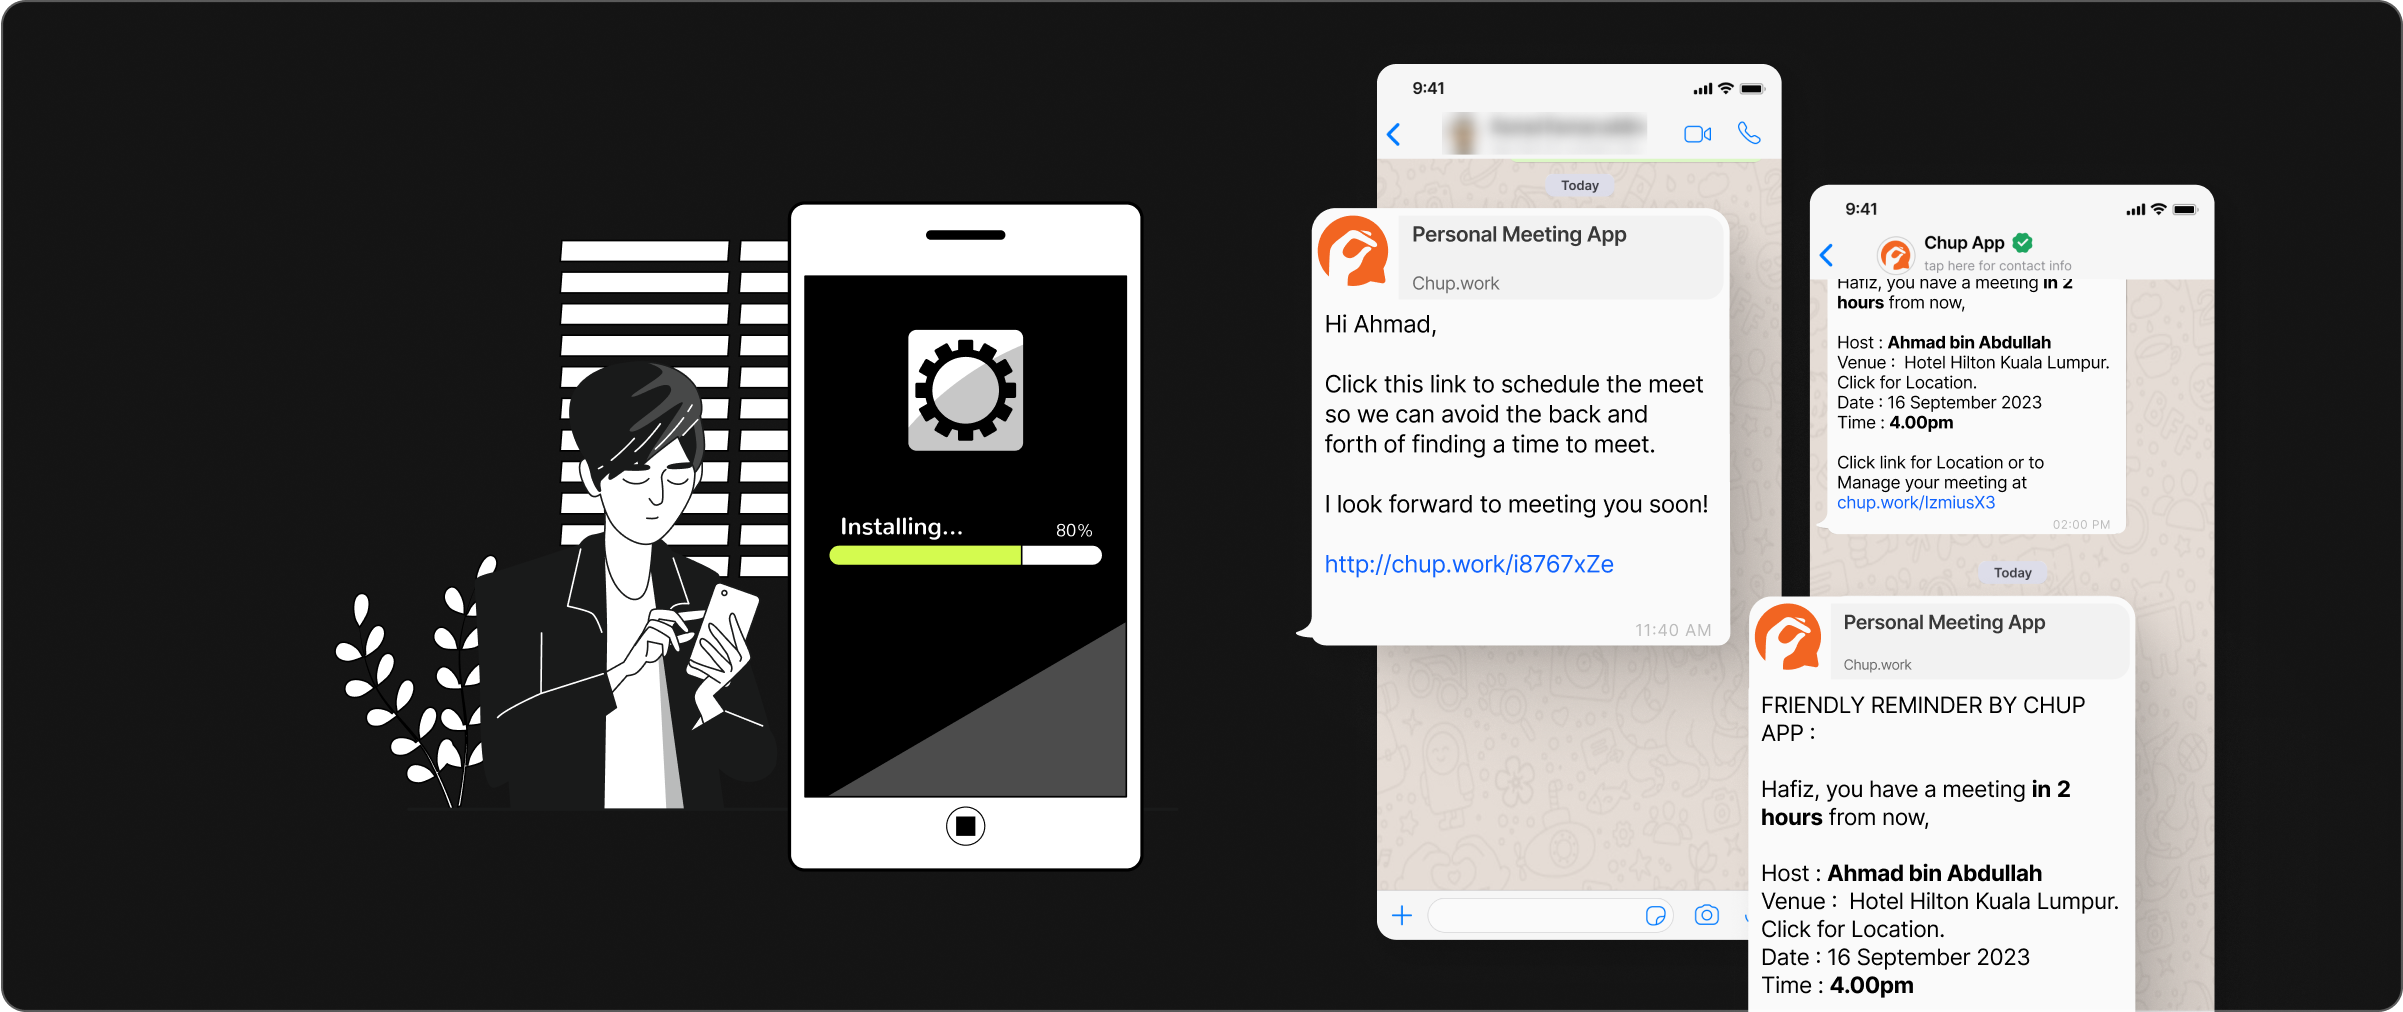 Installing...
80%
9:41
Today
Personal Meeting App
Chup.work
Hi Ahmad,
Click this link to schedule the meet
so we can avoid the back and
forth of finding a time to meet.
I look forward to meeting you soon!
http://chup.work/i8767xZe
11:40 AM
9:41
Chup App
tap here for contact info
Hafiz, you have a meeting in 2
hours from now,
Host : Ahmad bin Abdullah
Venue : Hotel Hilton Kuala Lumpur.
Click for Location.
Date : 16 September 2023
Time : 4.00pm
Click link for Location or to
Manage your meeting at
chup.work/IzmiusX3
02:00 PM
Today
Personal Meeting App
Chup.work
FRIENDLY REMINDER BY CHUP
APP :
Hafiz, you have a meeting in 2
hours from now,
Host : Ahmad bin Abdullah
Venue : Hotel Hilton Kuala Lumpur.
Click for Location.
Date : 16 September 2023
Time : 4.00pm